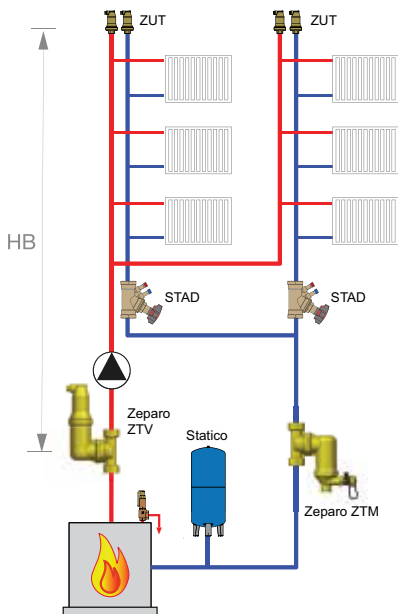 ZUT
ZUT
HB
STAD
STAD
Zeparo
ZTV
Statico
Zeparo ZTM